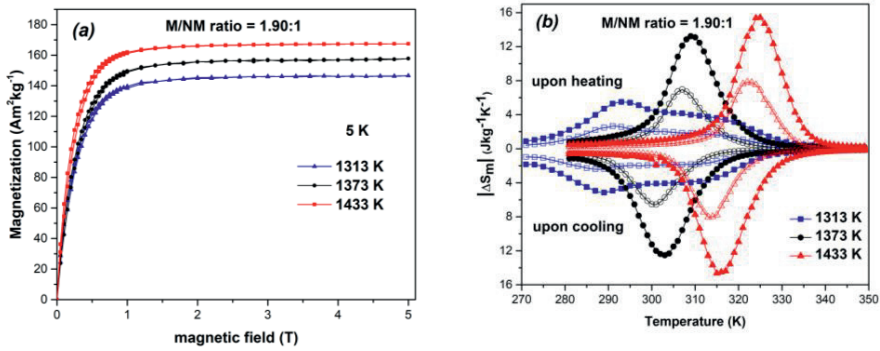 (a)
M/NM ratio = 1.90:1
180
160
140
120
100
80
60
40
20
0
Magnetization (Am²kg⁻¹)
5 K
1313 K
1373 K
1433 K
0
1
2
3
4
5
magnetic field (T)
(b)
M/NM ratio = 1.90:1
16
12
8
4
0
4
8
12
16
|ΔSm| (Jkg⁻¹K⁻¹)
upon heating
upon cooling
1313 K
1373 K
1433 K
270
280
290
300
310
320
330
340
350
Temperature (K)